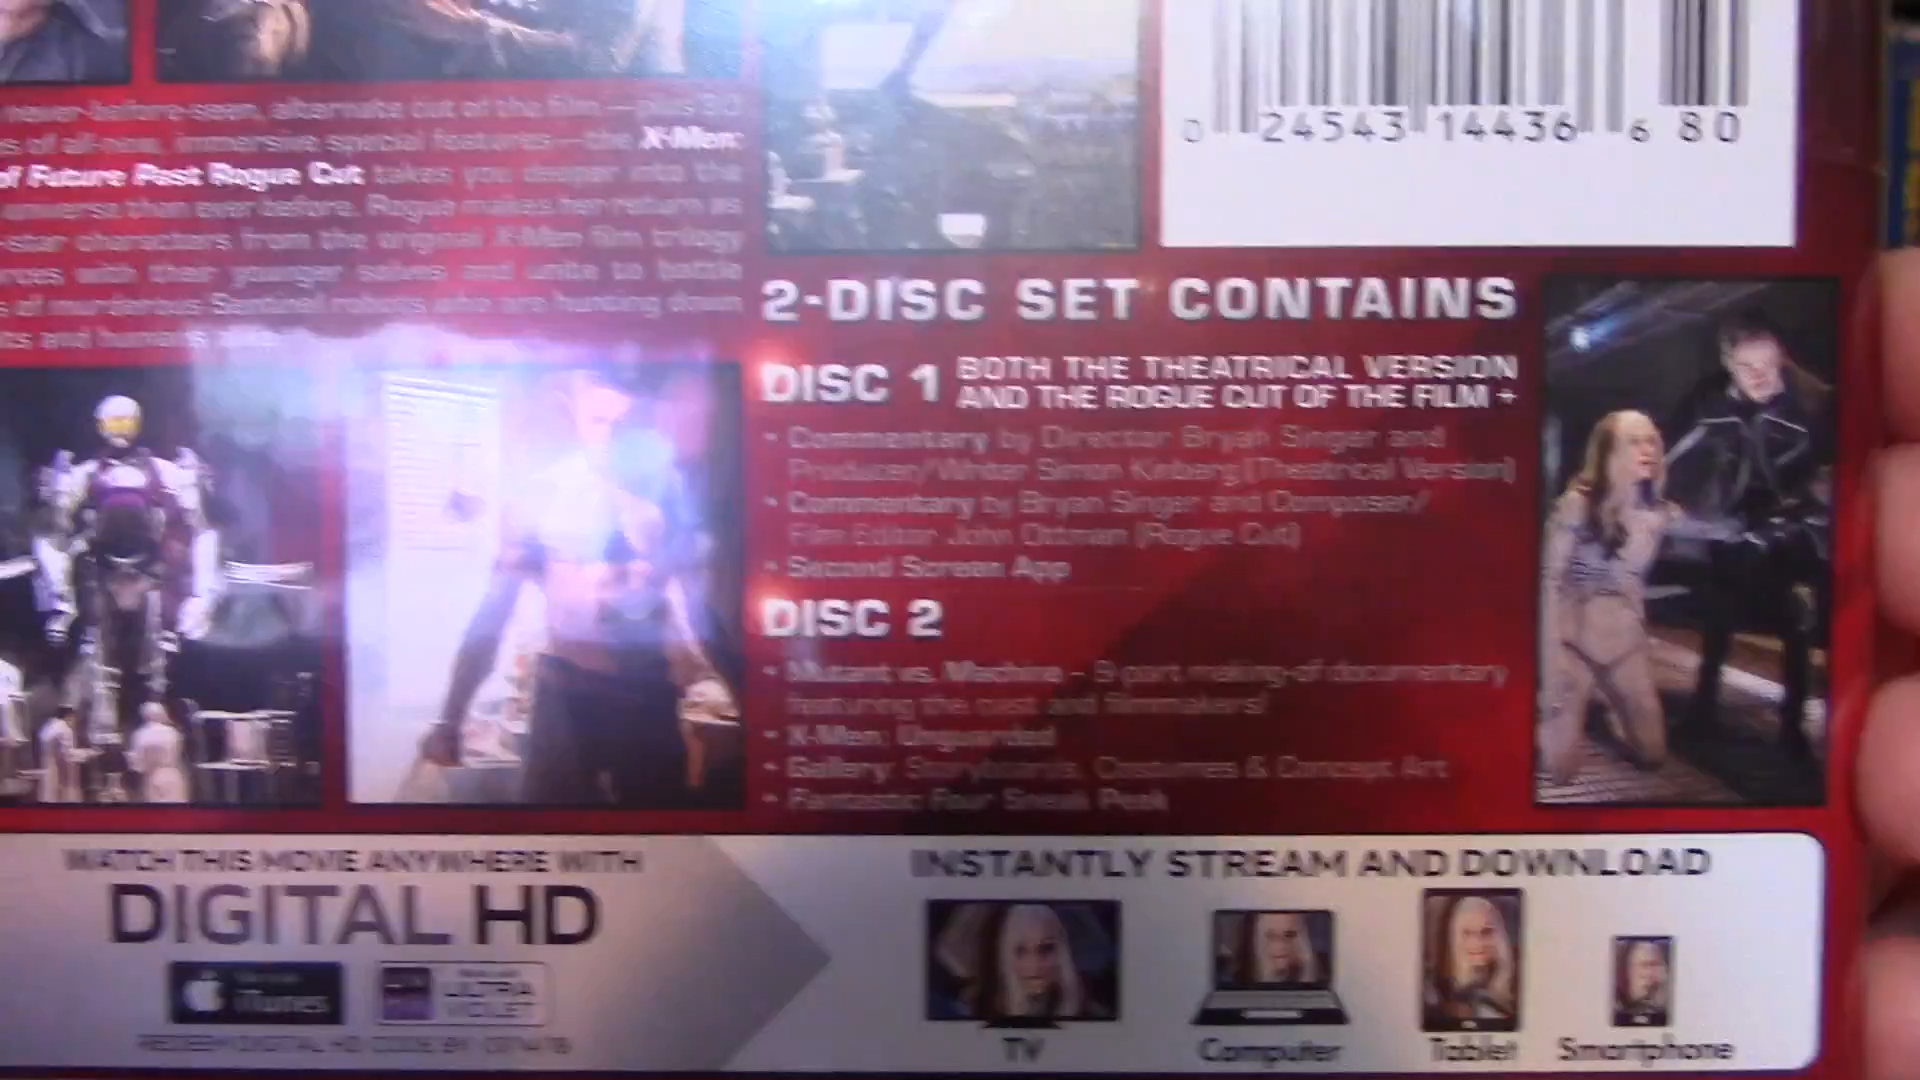 never-before-seen, alternate cut of the film — plus 90
s of all-new, immersive special features — the X-Men:
of Future Past Rogue Cut takes you deeper into the
universe than ever before. Rogue makes her return as
-star characters from the original X-Men film trilogy
rces with their younger selves and unite to battle
s of murderous Sentinel robots who are hunting down
and humans
0 24543 14436 6 80
2-DISC SET CONTAINS
DISC 1 BOTH THE THEATRICAL VERSION
AND THE ROGUE CUT OF THE FILM +
• Commentary by Director Bryan Singer and
Producer/Writer Simon Kinberg (Theatrical Version)
• Commentary by Bryan Singer and Composer/
Film Editor John Ottman (Rogue Cut)
• Second Screen App
DISC 2
• Mutant vs. Machine – 9 part making-of documentary
featuring the cast and filmmakers!
• X-Men: Unguarded
• Gallery: Storyboards, Costumes & Concept Art
• Fantastic Four Sneak Peek
WATCH THIS MOVIE ANYWHERE WITH
DIGITAL HD
iTunes
ULTRA
VIOLET
REDEEM DIGITAL HD CODE BY
INSTANTLY STREAM AND DOWNLOAD
TV
Computer
Tablet
Smartphone